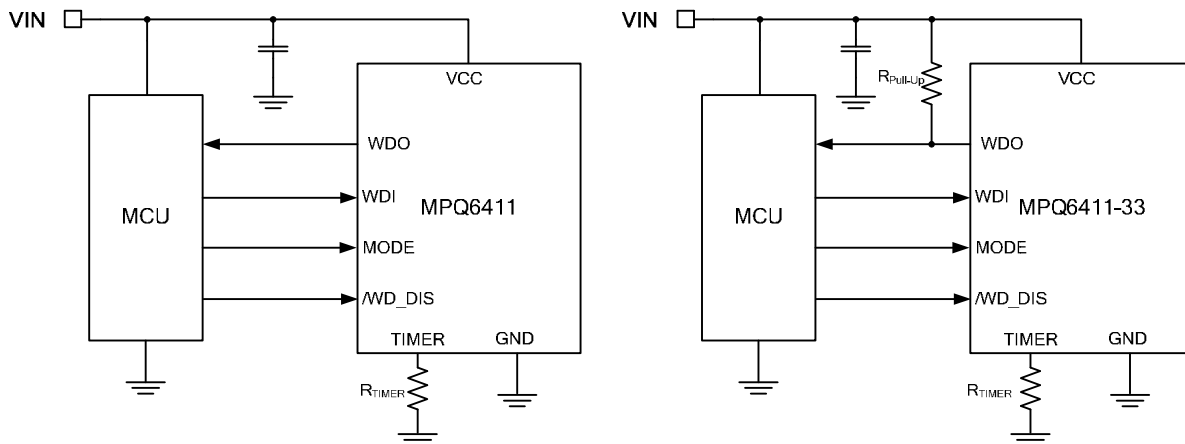 VIN
VCC
WDO
WDI
MCU
MPQ6411
MODE
/WD_DIS
TIMER
GND
RTIMER
VIN
RPull-Up
VCC
WDO
WDI
MCU
MPQ6411-33
MODE
/WD_DIS
TIMER
GND
RTIMER